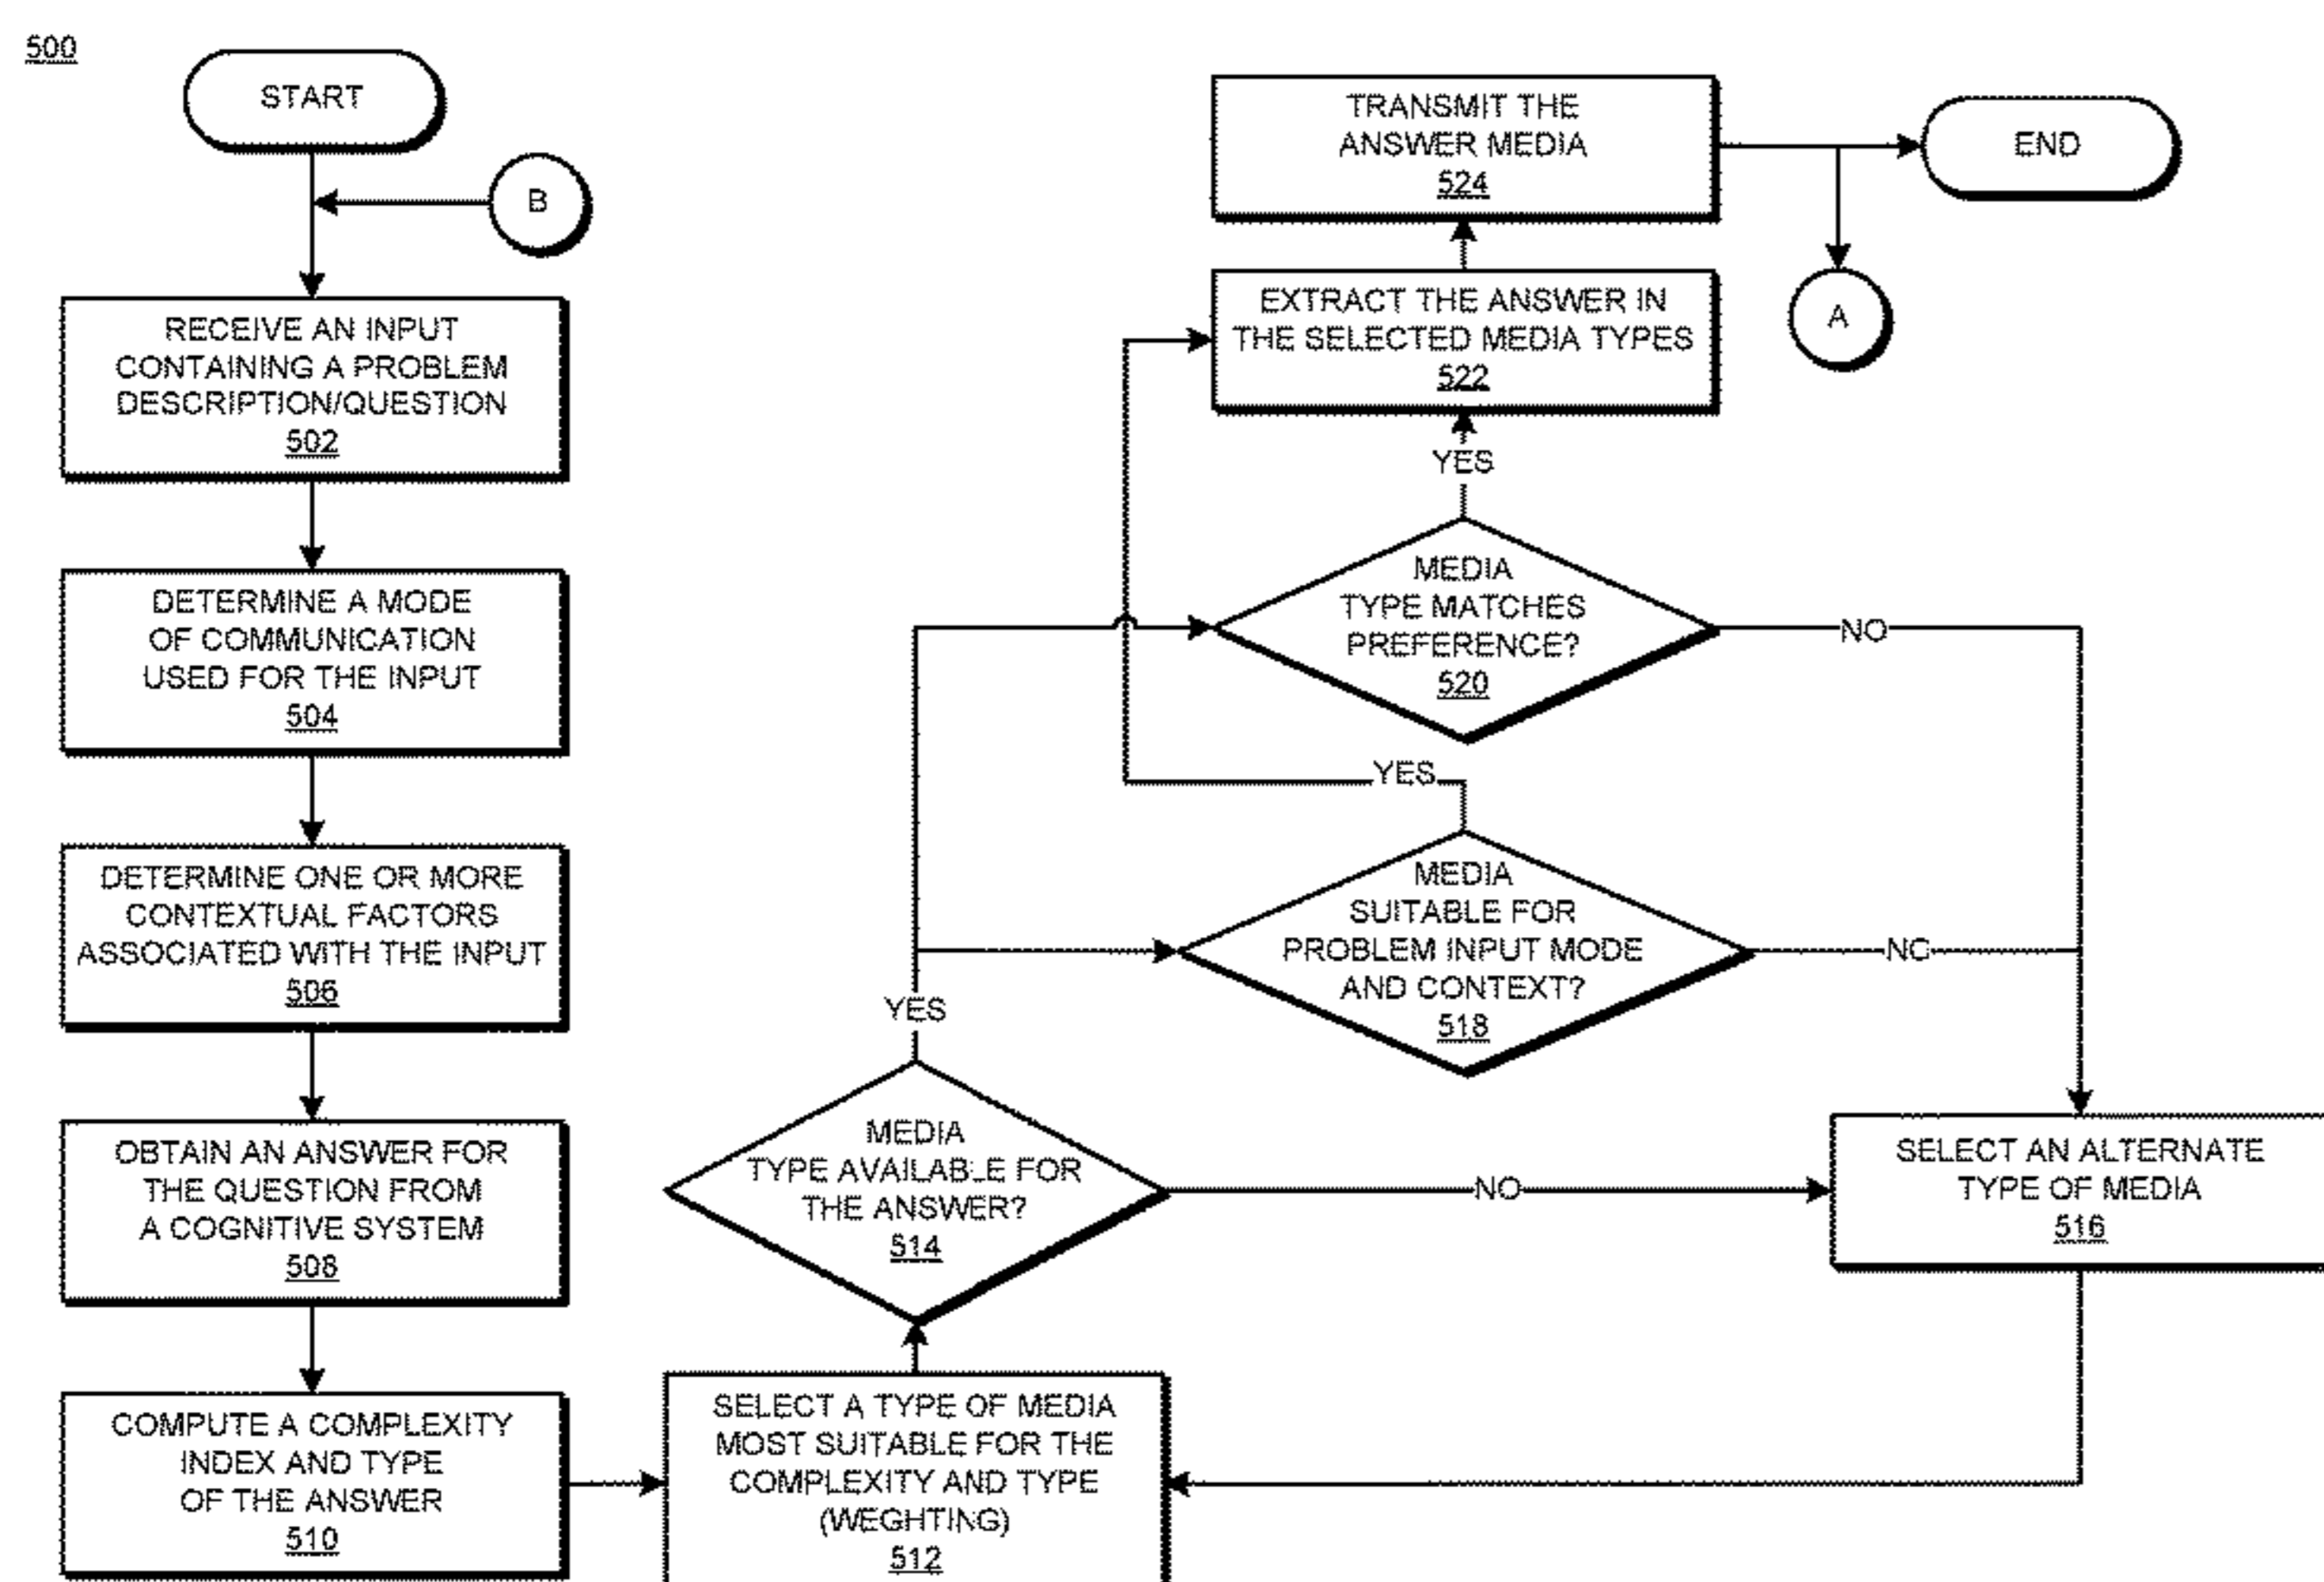 500
START
B
RECEIVE AN INPUT
CONTAINING A PROBLEM
DESCRIPTION/QUESTION
502
DETERMINE A MODE
OF COMMUNICATION
USED FOR THE INPUT
504
DETERMINE ONE OR MORE
CONTEXTUAL FACTORS
ASSOCIATED WITH THE INPUT
506
OBTAIN AN ANSWER FOR
THE QUESTION FROM
A COGNITIVE SYSTEM
508
COMPUTE A COMPLEXITY
INDEX AND TYPE
OF THE ANSWER
510
SELECT A TYPE OF MEDIA
MOST SUITABLE FOR THE
COMPLEXITY AND TYPE
(WEGHTING)
512
MEDIA
TYPE AVAILABLE FOR
THE ANSWER?
514
YES
NO
SELECT AN ALTERNATE
TYPE OF MEDIA
516
MEDIA
SUITABLE FOR
PROBLEM INPUT MODE
AND CONTEXT?
518
YES
NO
MEDIA
TYPE MATCHES
PREFERENCE?
520
YES
NO
EXTRACT THE ANSWER IN
THE SELECTED MEDIA TYPES
522
TRANSMIT THE
ANSWER MEDIA
524
END
A